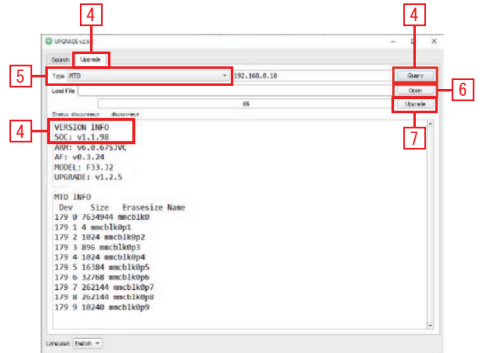 4
4
UPGRADE v2.5
Search Upgrade
5
Type MTD 192.168.0.10 Query
6
Load File Open
0% Upgrade
Status disconnect disconnect
7
4
VERSION INFO
SOC: v1.1.98
ARM: v6.0.67SJVC
AF: v0.3.24
MODEL: F33.J2
UPGRADE: v1.2.5
MTD INFO
Dev Size Erasesize Name
179 0 7634944 mmcblk0
179 1 4 mmcblk0p1
179 2 1024 mmcblk0p2
179 3 896 mmcblk0p3
179 4 1024 mmcblk0p4
179 5 16384 mmcblk0p5
179 6 32768 mmcblk0p6
179 7 262144 mmcblk0p7
179 8 262144 mmcblk0p8
179 9 10240 mmcblk0p9
Language English